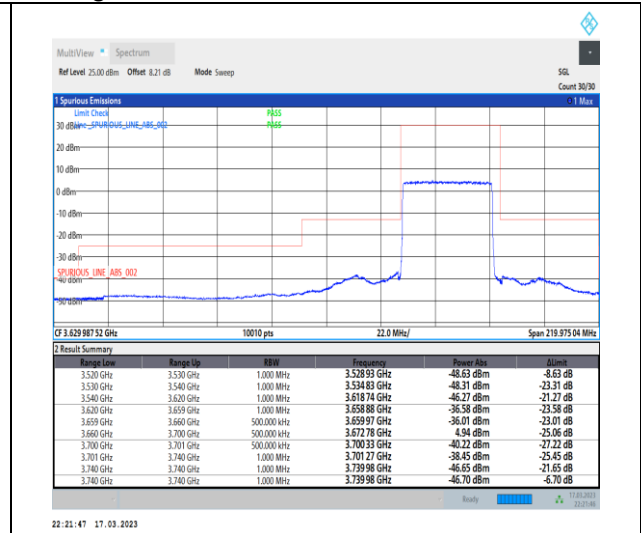 MultiView Spectrum
Ref Level 25.00 dBm Offset 8.21 dB Mode Sweep SGL
Count 30/30
1 Spurious Emissions 1 Max
Limit Check PASS
Line _SPURIOUS_LINE_ABS_002 PASS
30 dBm
20 dBm
10 dBm
0 dBm
-10 dBm
-20 dBm
-30 dBm
SPURIOUS_LINE_ABS_002
-40 dBm
-50 dBm
CF 3.629 987 52 GHz 10010 pts 22.0 MHz/ Span 219.975 04 MHz
2 Result Summary
Range Low Range Up RBW Frequency Power Abs ΔLimit
3.520 GHz 3.530 GHz 1.000 MHz 3.528 93 GHz -48.63 dBm -8.63 dB
3.530 GHz 3.540 GHz 1.000 MHz 3.534 83 GHz -48.31 dBm -23.31 dB
3.540 GHz 3.620 GHz 1.000 MHz 3.618 74 GHz -46.27 dBm -21.27 dB
3.620 GHz 3.659 GHz 1.000 MHz 3.658 88 GHz -36.58 dBm -23.58 dB
3.659 GHz 3.660 GHz 500.000 kHz 3.659 97 GHz -36.01 dBm -23.01 dB
3.660 GHz 3.700 GHz 500.000 kHz 3.672 78 GHz 4.94 dBm -25.06 dB
3.700 GHz 3.701 GHz 500.000 kHz 3.700 33 GHz -40.22 dBm -27.22 dB
3.701 GHz 3.740 GHz 1.000 MHz 3.701 27 GHz -38.45 dBm -25.45 dB
3.740 GHz 3.740 GHz 1.000 MHz 3.739 98 GHz -46.65 dBm -21.65 dB
3.740 GHz 3.740 GHz 1.000 MHz 3.739 98 GHz -46.70 dBm -6.70 dB
Ready 17.03.2023
22:21:46
22:21:47 17.03.2023